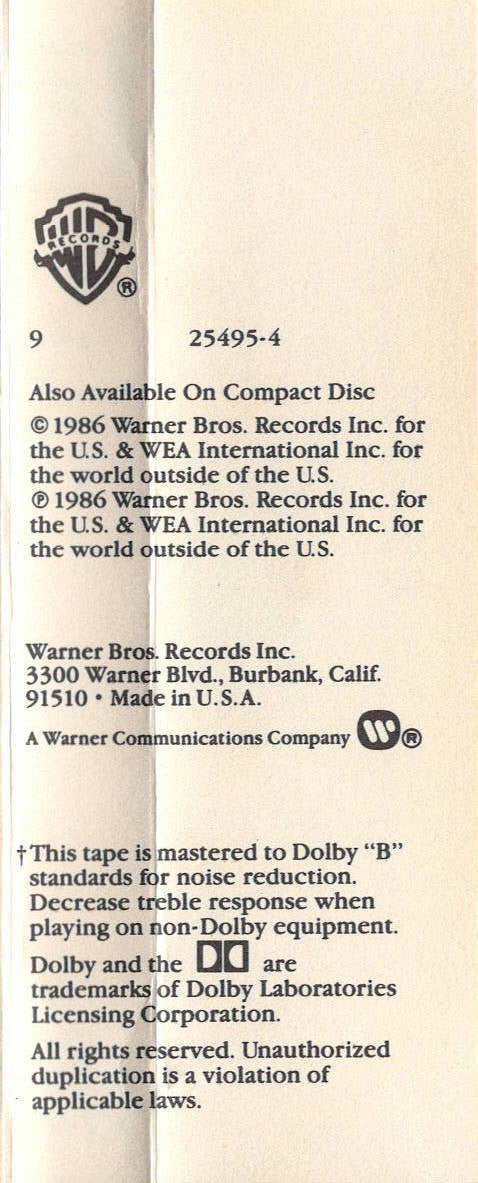 RECORDS
®
9 25495-4
Also Available On Compact Disc
© 1986 Warner Bros. Records Inc. for
the U.S. & WEA International Inc. for
the world outside of the U.S.
℗ 1986 Warner Bros. Records Inc. for
the U.S. & WEA International Inc. for
the world outside of the U.S.
Warner Bros. Records Inc.
3300 Warner Blvd., Burbank, Calif.
91510 • Made in U.S.A.
A Warner Communications Company ®
†This tape is mastered to Dolby “B”
standards for noise reduction.
Decrease treble response when
playing on non-Dolby equipment.
Dolby and the are
trademarks of Dolby Laboratories
Licensing Corporation.
All rights reserved. Unauthorized
duplication is a violation of
applicable laws.